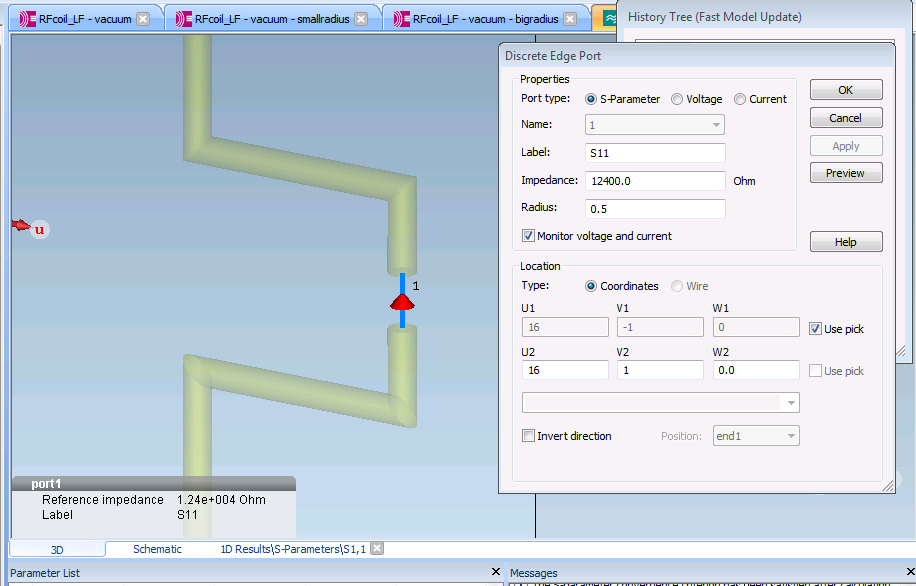 RFcoil_LF - vacuum
RFcoil_LF - vacuum - smallradius
RFcoil_LF - vacuum - bigradius
History Tree (Fast Model Update)
Discrete Edge Port
Properties
Port type: S-Parameter Voltage Current
Name: 1
Label: S11
Impedance: 12400.0 Ohm
Radius: 0.5
Monitor voltage and current
OK
Cancel
Apply
Preview
Help
Location
Type: Coordinates Wire
U1 V1 W1
16 -1 0 Use pick
U2 V2 W2
16 1 0.0 Use pick
Invert direction Position: end1
u
1
port1
Reference impedance 1.24e+004 Ohm
Label S11
3D Schematic 1D Results\S-Parameters\S1,1
Parameter List
Messages